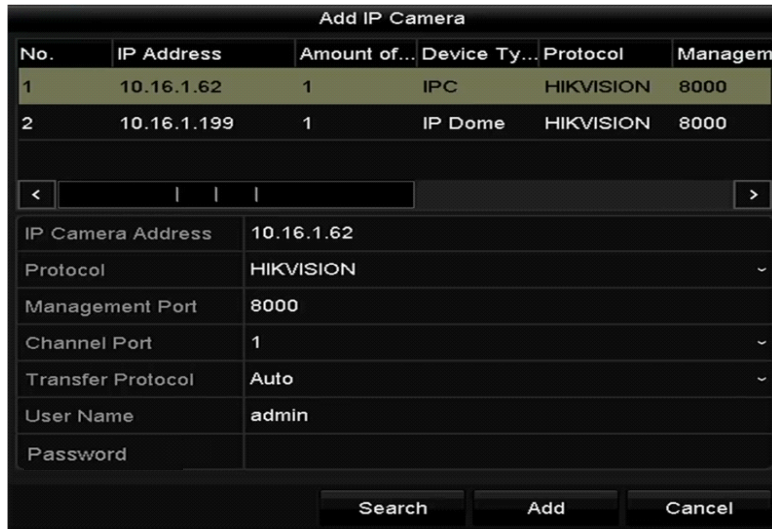 Add IP Camera
No. IP Address Amount of... Device Ty... Protocol Managem
1 10.16.1.62 1 IPC HIKVISION 8000
2 10.16.1.199 1 IP Dome HIKVISION 8000
< >
IP Camera Address 10.16.1.62
Protocol HIKVISION
Management Port 8000
Channel Port 1
Transfer Protocol Auto
User Name admin
Password
Search Add Cancel